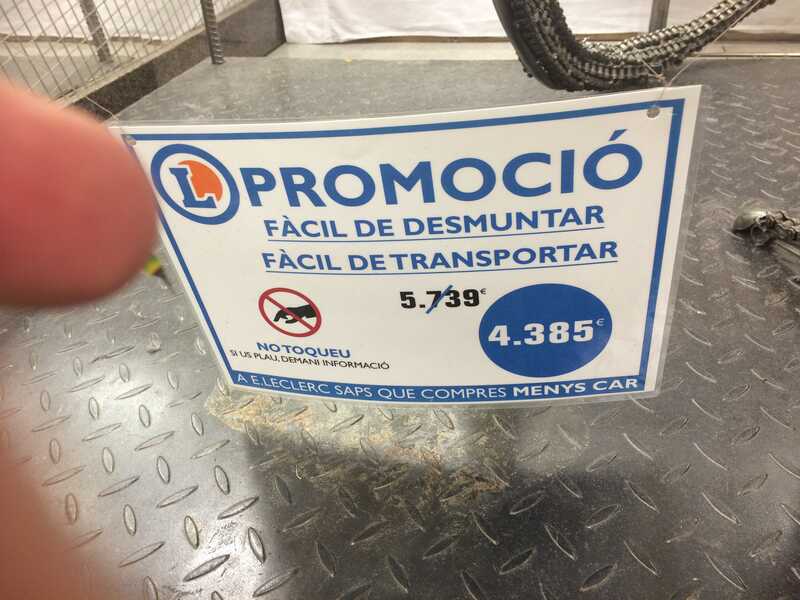 L PROMOCIÓ
FÀCIL DE DESMUNTAR
FÀCIL DE TRANSPORTAR
5.739€
4.385€
NO TOQUEU
SI US PLAU, DEMANI INFORMACIÓ
A E.LECLERC SAPS QUE COMPRES MENYS CAR